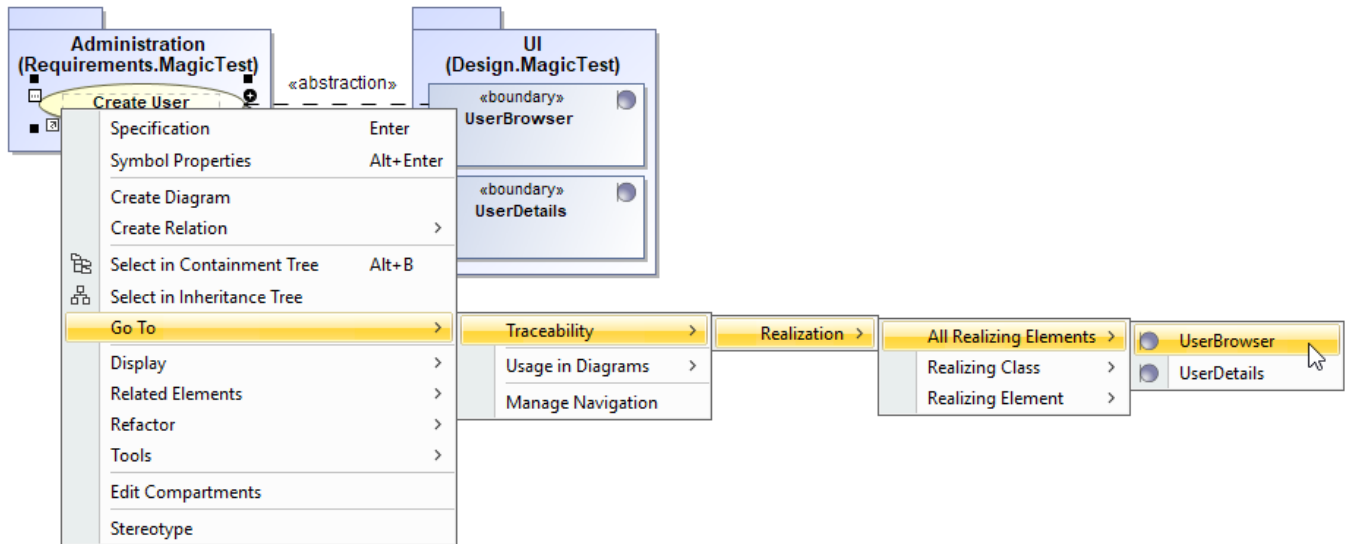 Administration
(Requirements.MagicTest)
Create User
«abstraction»
UI
(Design.MagicTest)
«boundary»
UserBrowser
«boundary»
UserDetails
Specification Enter
Symbol Properties Alt+Enter
Create Diagram
Create Relation >
Select in Containment Tree Alt+B
Select in Inheritance Tree
Go To >
Display >
Related Elements >
Refactor >
Tools >
Edit Compartments
Stereotype
Traceability >
Usage in Diagrams >
Manage Navigation
Realization >
All Realizing Elements >
Realizing Class >
Realizing Element >
UserBrowser
UserDetails